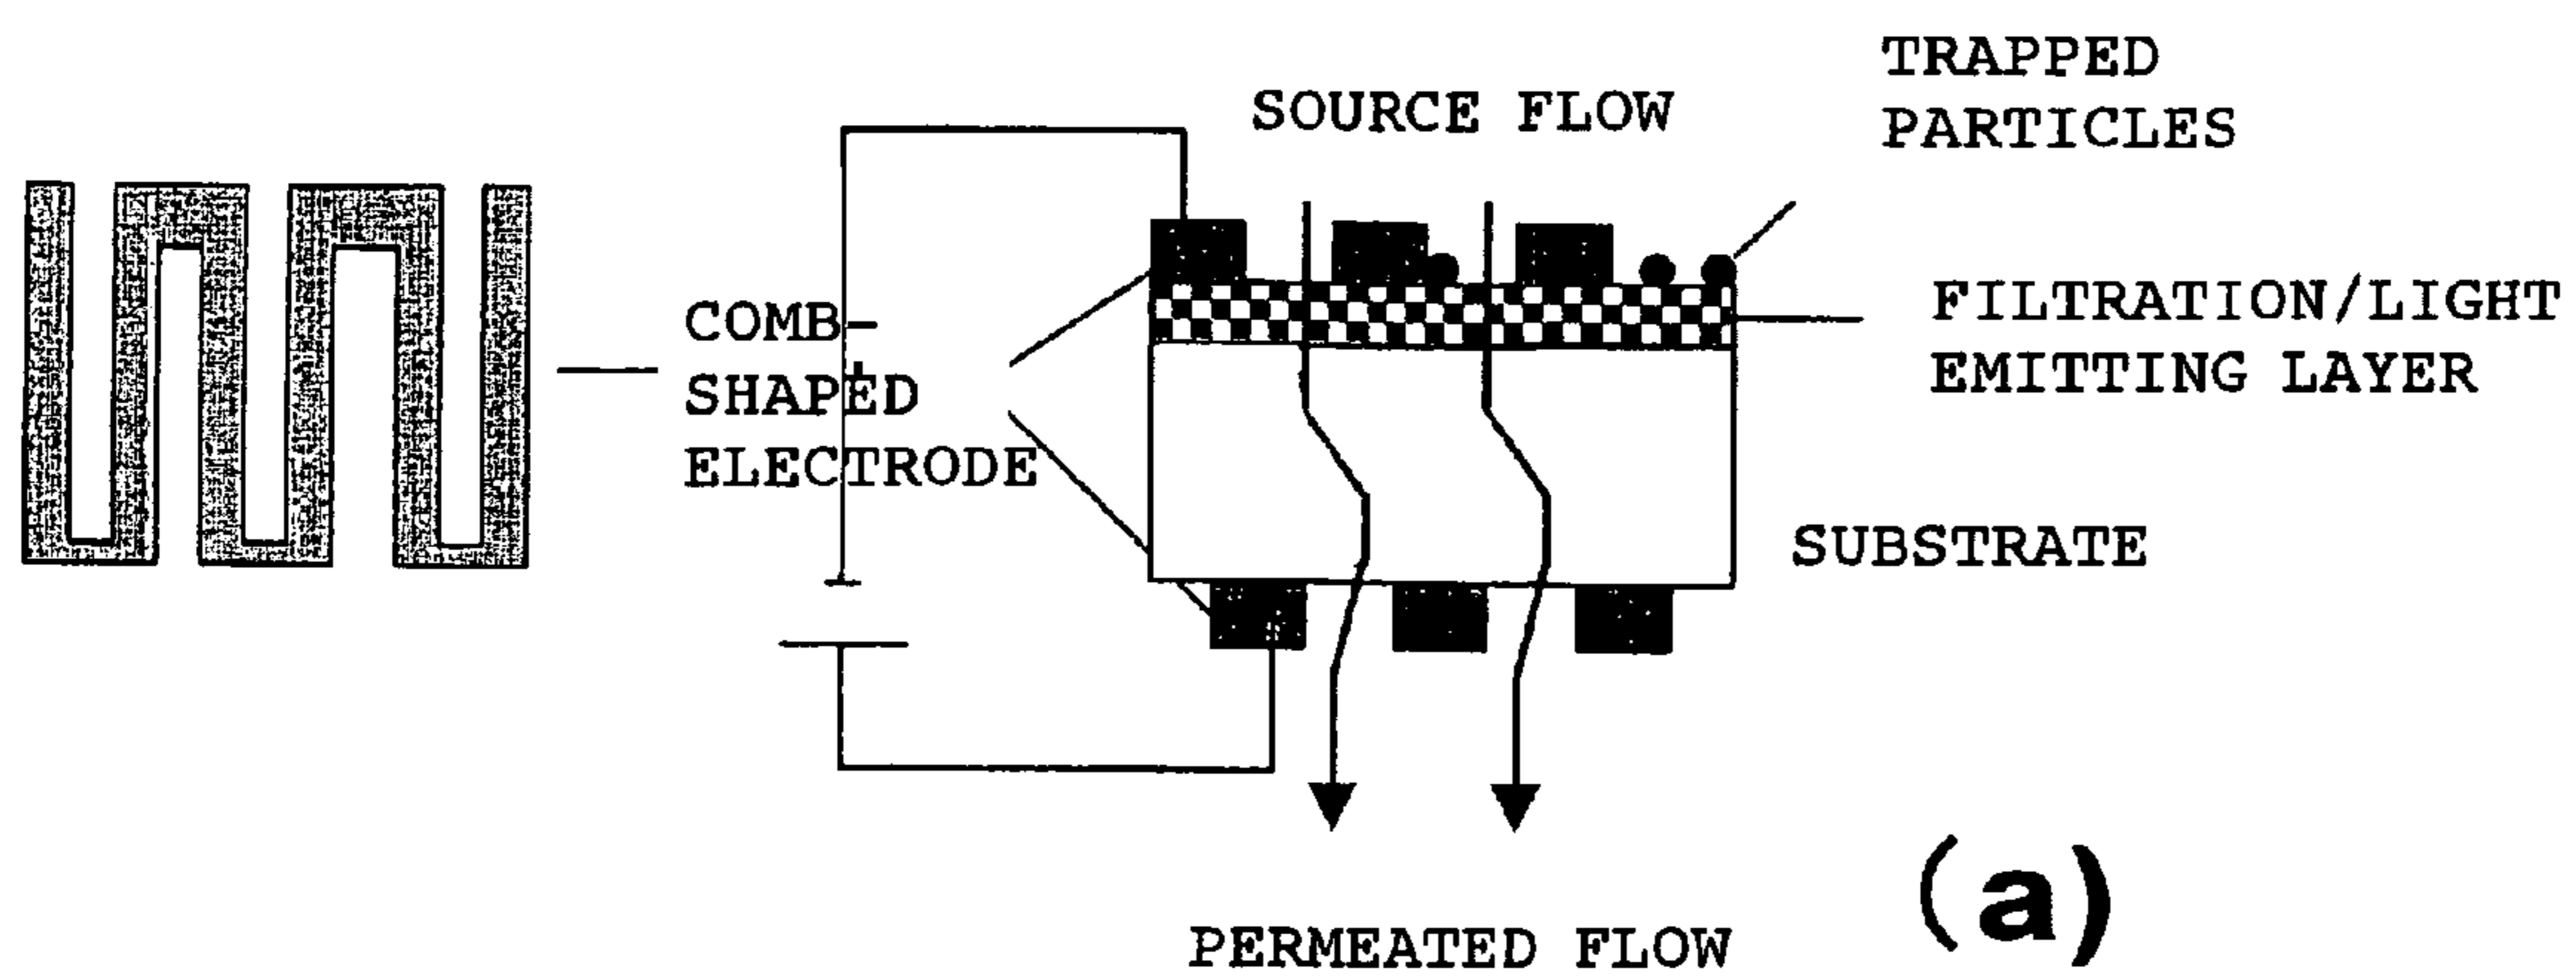 TRAPPED
PARTICLES
SOURCE FLOW
COMB-
SHAPED
ELECTRODE
FILTRATION/LIGHT
EMITTING LAYER
SUBSTRATE
PERMEATED FLOW
(a)